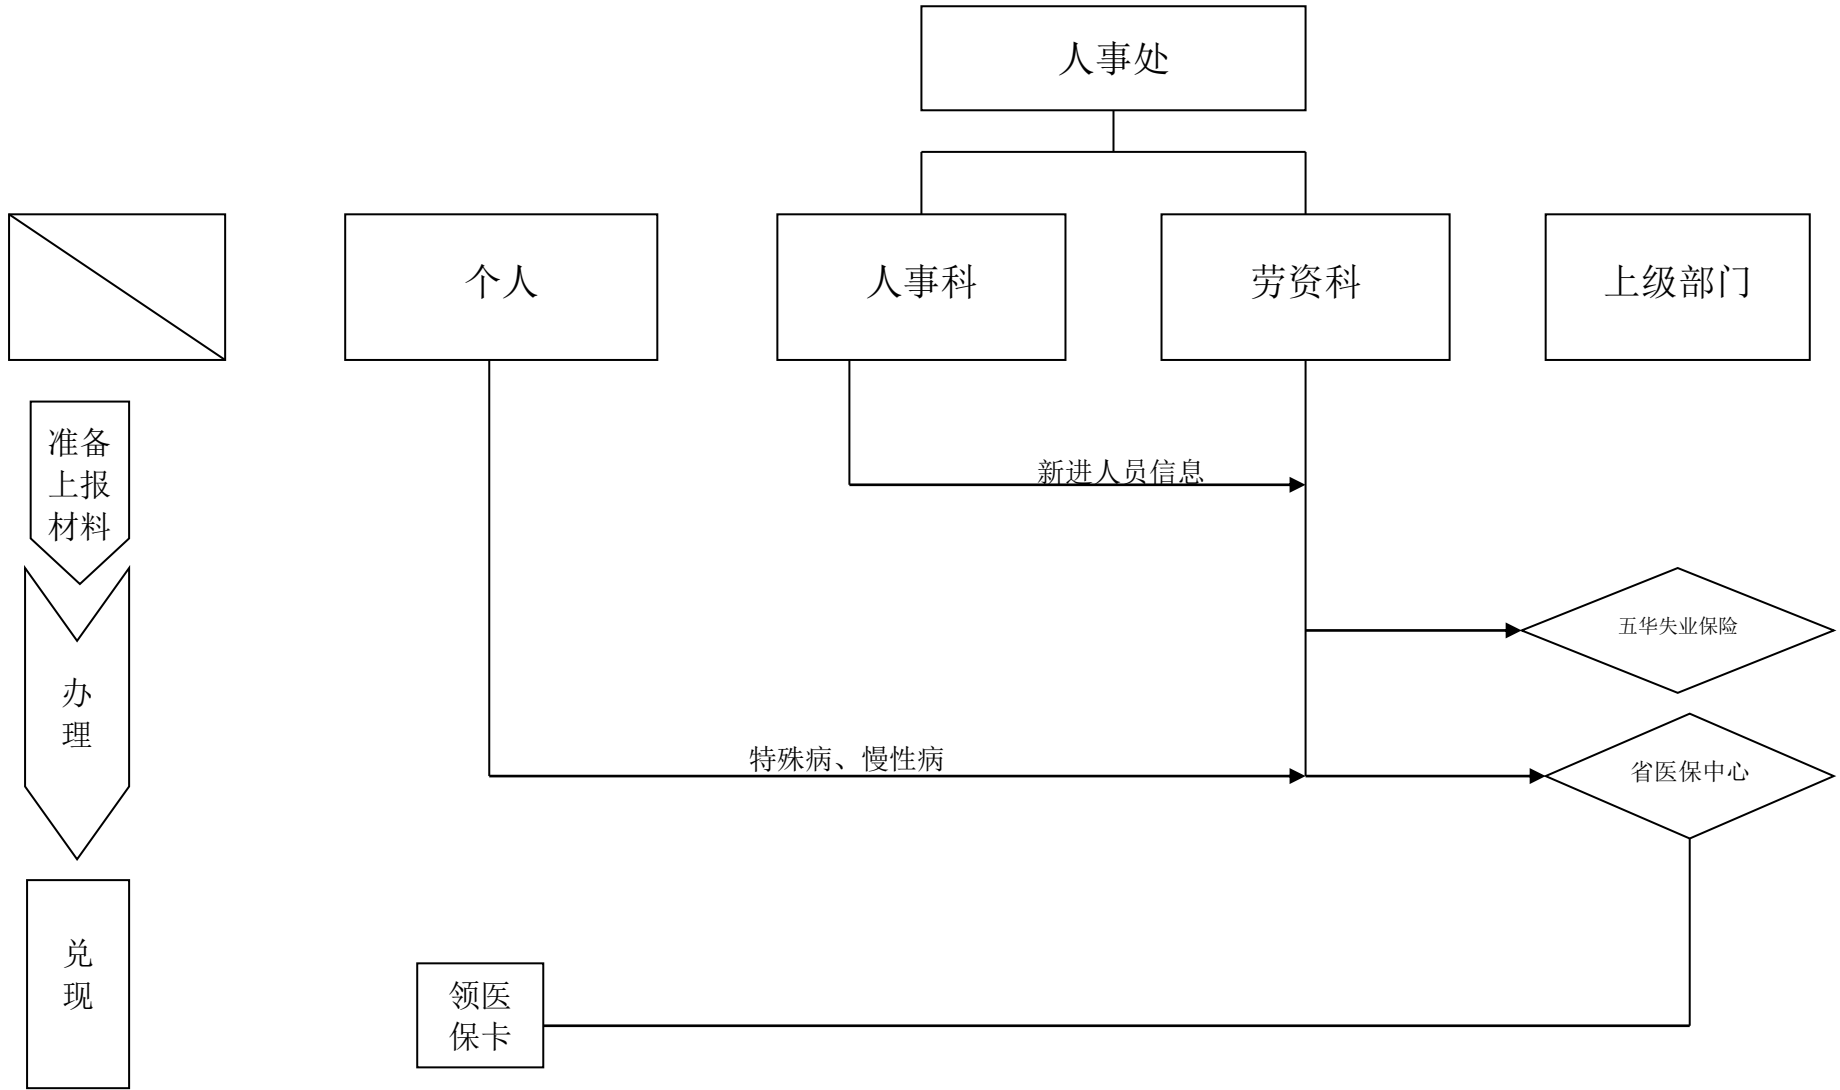 人事处
个人
人事科
劳资科
上级部门
准备
上报
材料
新进人员信息
五华失业保险
办
理
特殊病、慢性病
省医保中心
兑
现
领医
保卡